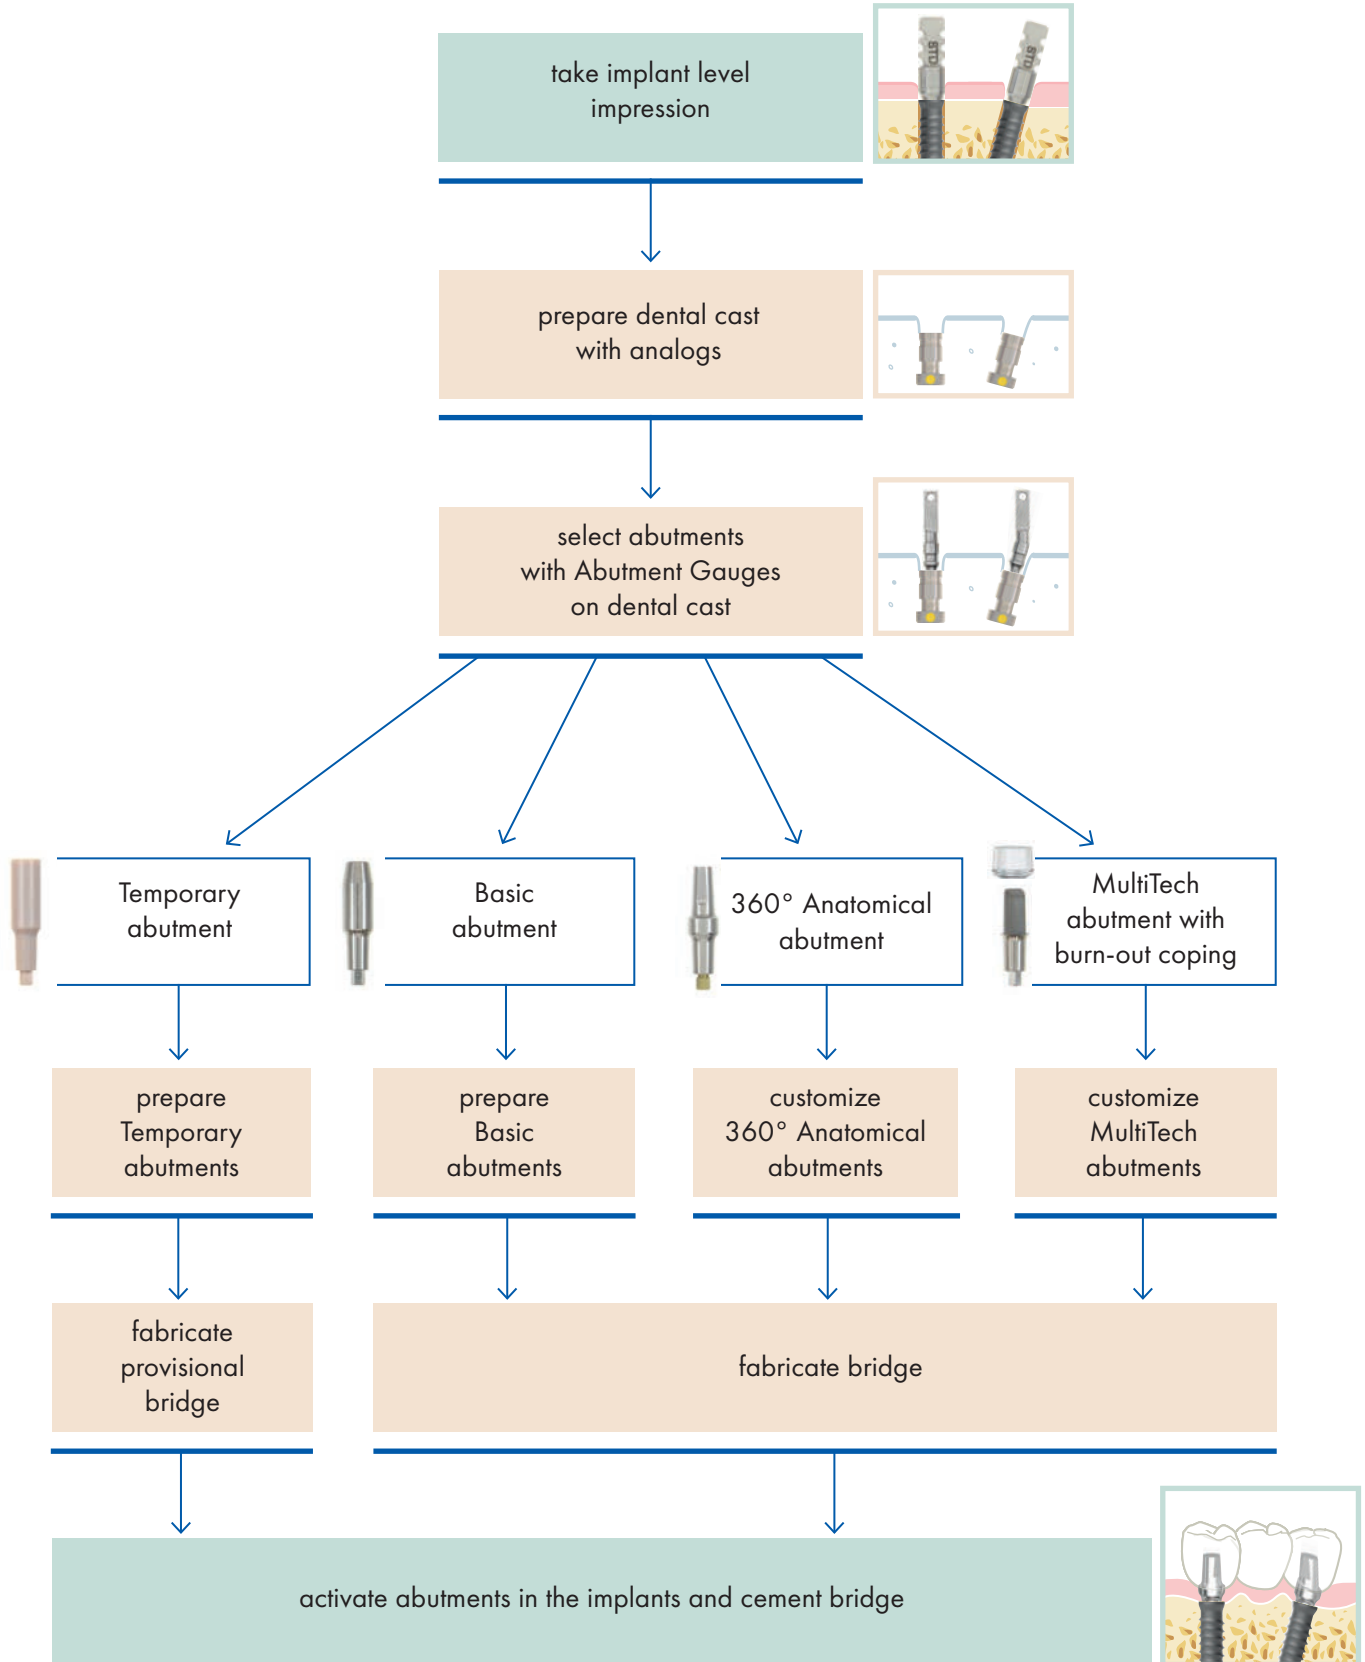 take implant level
impression
STD
STD
prepare dental cast
with analogs
select abutments
with Abutment Gauges
on dental cast
Temporary
abutment
Basic
abutment
360° Anatomical
abutment
MultiTech
abutment with
burn-out coping
prepare
Temporary
abutments
prepare
Basic
abutments
customize
360° Anatomical
abutments
customize
MultiTech
abutments
fabricate
provisional
bridge
fabricate bridge
activate abutments in the implants and cement bridge